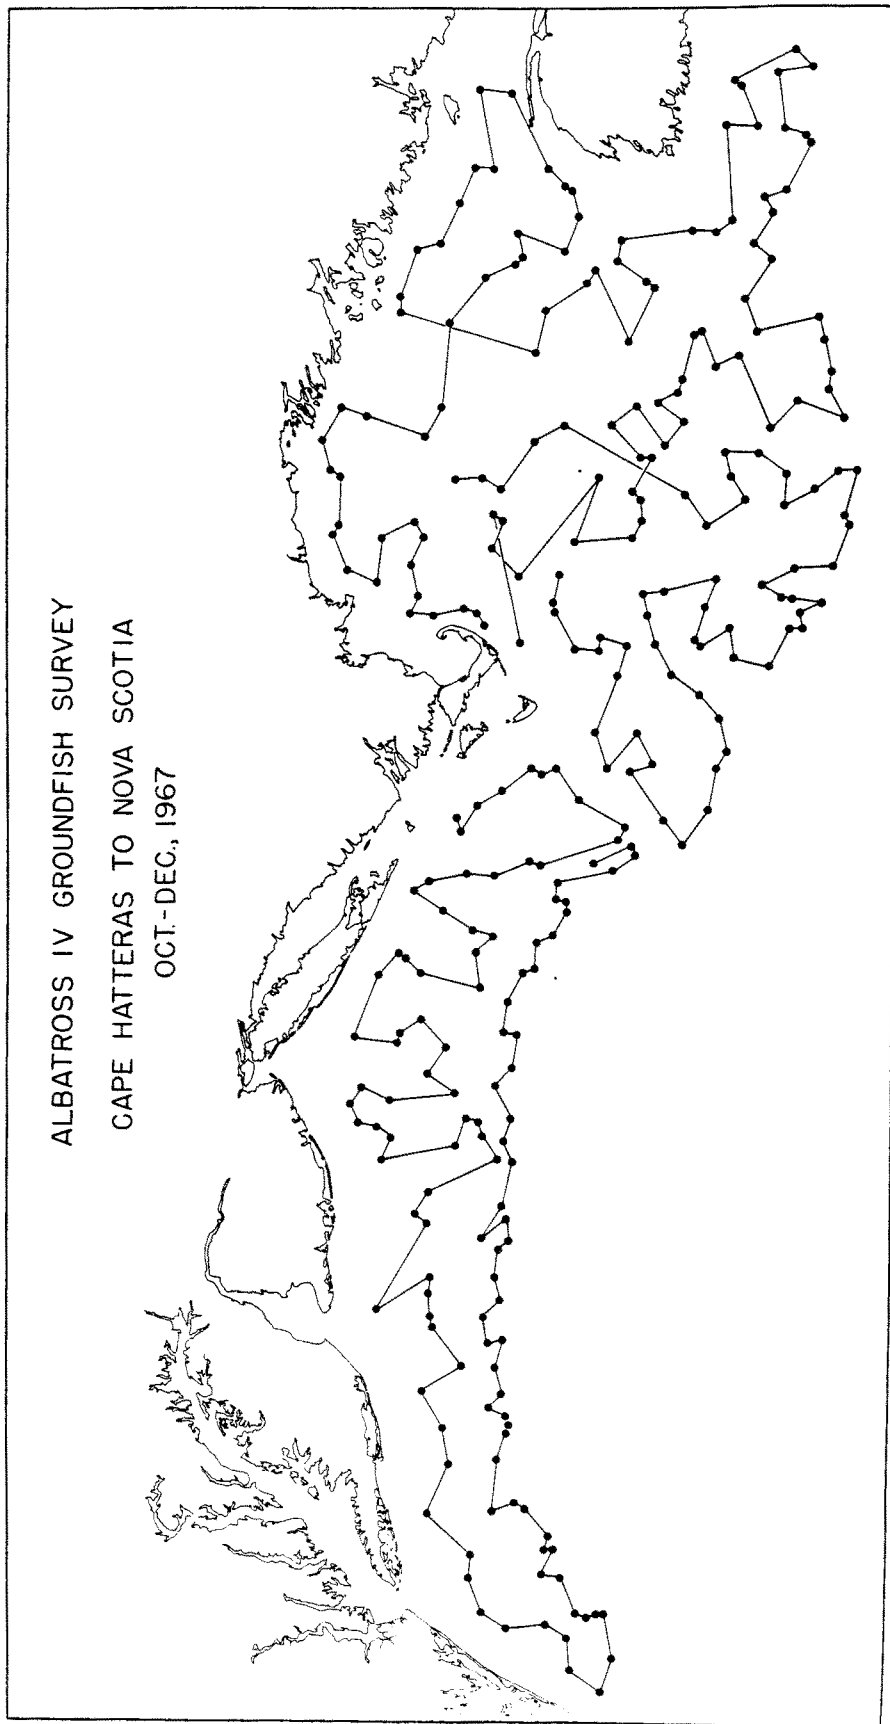 ALBATROSS IV GROUNDFISH SURVEY
CAPE HATTERAS TO NOVA SCOTIA
OCT.-DEC., 1967